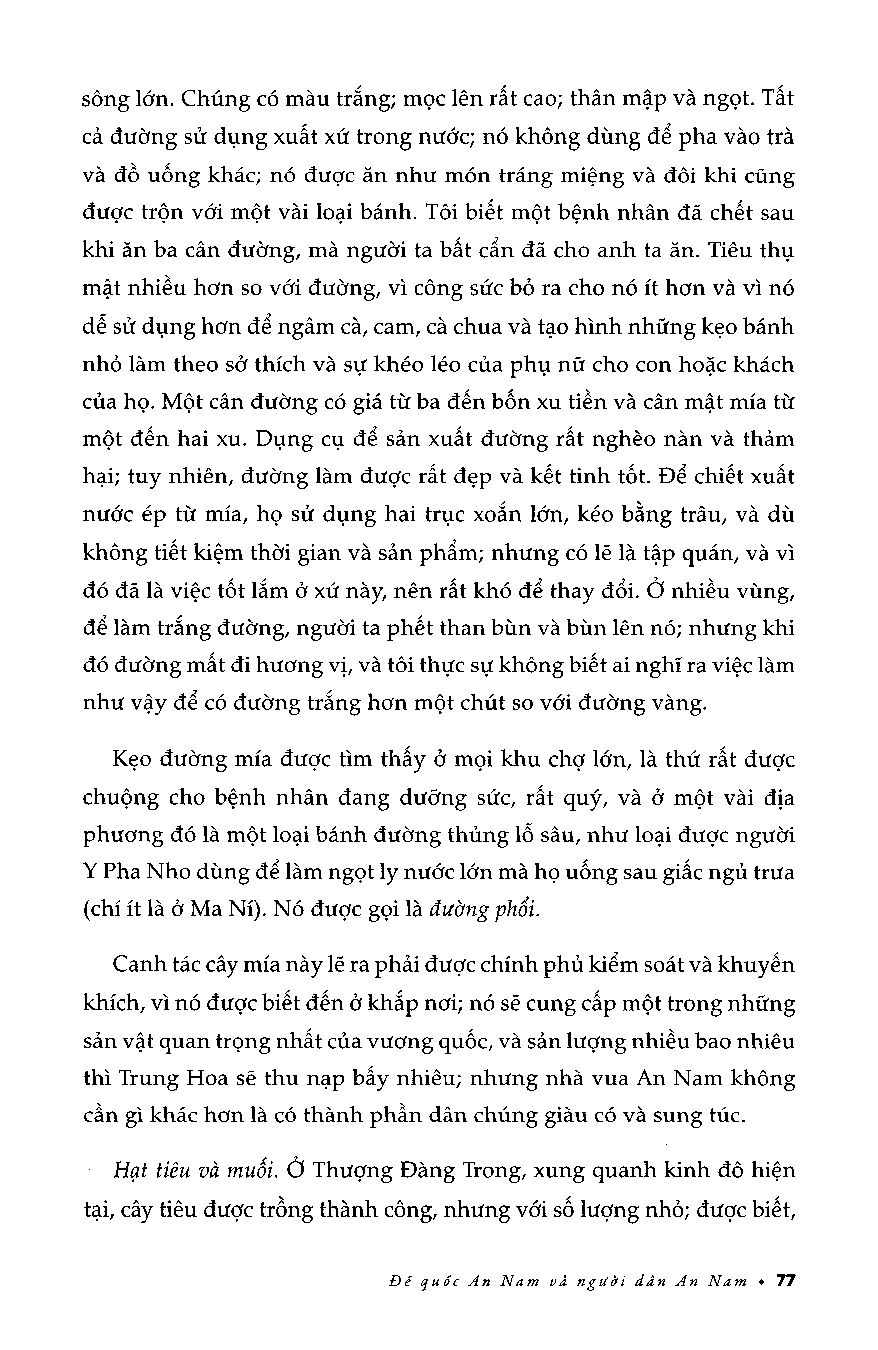 sông lớn. Chúng có màu trắng; mọc lên rất cao; thân mập và ngọt. Tất
cả đường sử dụng xuất xứ trong nước; nó không dùng để pha vào trà
và đồ uống khác; nó được ăn như món tráng miệng và đôi khi cũng
được trộn với một vài loại bánh. Tôi biết một bệnh nhân đã chết sau
khi ăn ba cân đường, mà người ta bất cẩn đã cho anh ta ăn. Tiêu thụ
mật nhiều hơn so với đường, vì công sức bỏ ra cho nó ít hơn và vì nó
dễ sử dụng hơn để ngâm cà, cam, cà chua và tạo hình những kẹo bánh
nhỏ làm theo sở thích và sự khéo léo của phụ nữ cho con hoặc khách
của họ. Một cân đường có giá từ ba đến bốn xu tiền và cân mật mía từ
một đến hai xu. Dụng cụ để sản xuất đường rất nghèo nàn và thảm
hại; tuy nhiên, đường làm được rất đẹp và kết tinh tốt. Để chiết xuất
nước ép từ mía, họ sử dụng hai trục xoắn lớn, kéo bằng trâu, và dù
không tiết kiệm thời gian và sản phẩm; nhưng có lẽ là tập quán, và vì
đó đã là việc tốt lắm ở xứ này, nên rất khó để thay đổi. Ở nhiều vùng,
để làm trắng đường, người ta phết than bùn và bùn lên nó; nhưng khi
đó đường mất đi hương vị, và tôi thực sự không biết ai nghĩ ra việc làm
như vậy để có đường trắng hơn một chút so với đường vàng.
Kẹo đường mía được tìm thấy ở mọi khu chợ lớn, là thứ rất được
chuộng cho bệnh nhân đang dưỡng sức, rất quý, và ở một vài địa
phương đó là một loại bánh đường thủng lỗ sâu, như loại được người
Y Pha Nho dùng để làm ngọt ly nước lớn mà họ uống sau giấc ngủ trưa
(chí ít là ở Ma Ní). Nó được gọi là đường phổi.
Canh tác cây mía này lẽ ra phải được chính phủ kiểm soát và khuyến
khích, vì nó được biết đến ở khắp nơi; nó sẽ cung cấp một trong những
sản vật quan trọng nhất của vương quốc, và sản lượng nhiều bao nhiêu
thì Trung Hoa sẽ thu nạp bấy nhiêu; nhưng nhà vua An Nam không
cần gì khác hơn là có thành phần dân chúng giàu có và sung túc.
Hạt tiêu và muối. Ở Thượng Đàng Trong, xung quanh kinh đô hiện
tại, cây tiêu được trồng thành công, nhưng với số lượng nhỏ; được biết,
Đế quốc An Nam và người dân An Nam • 77